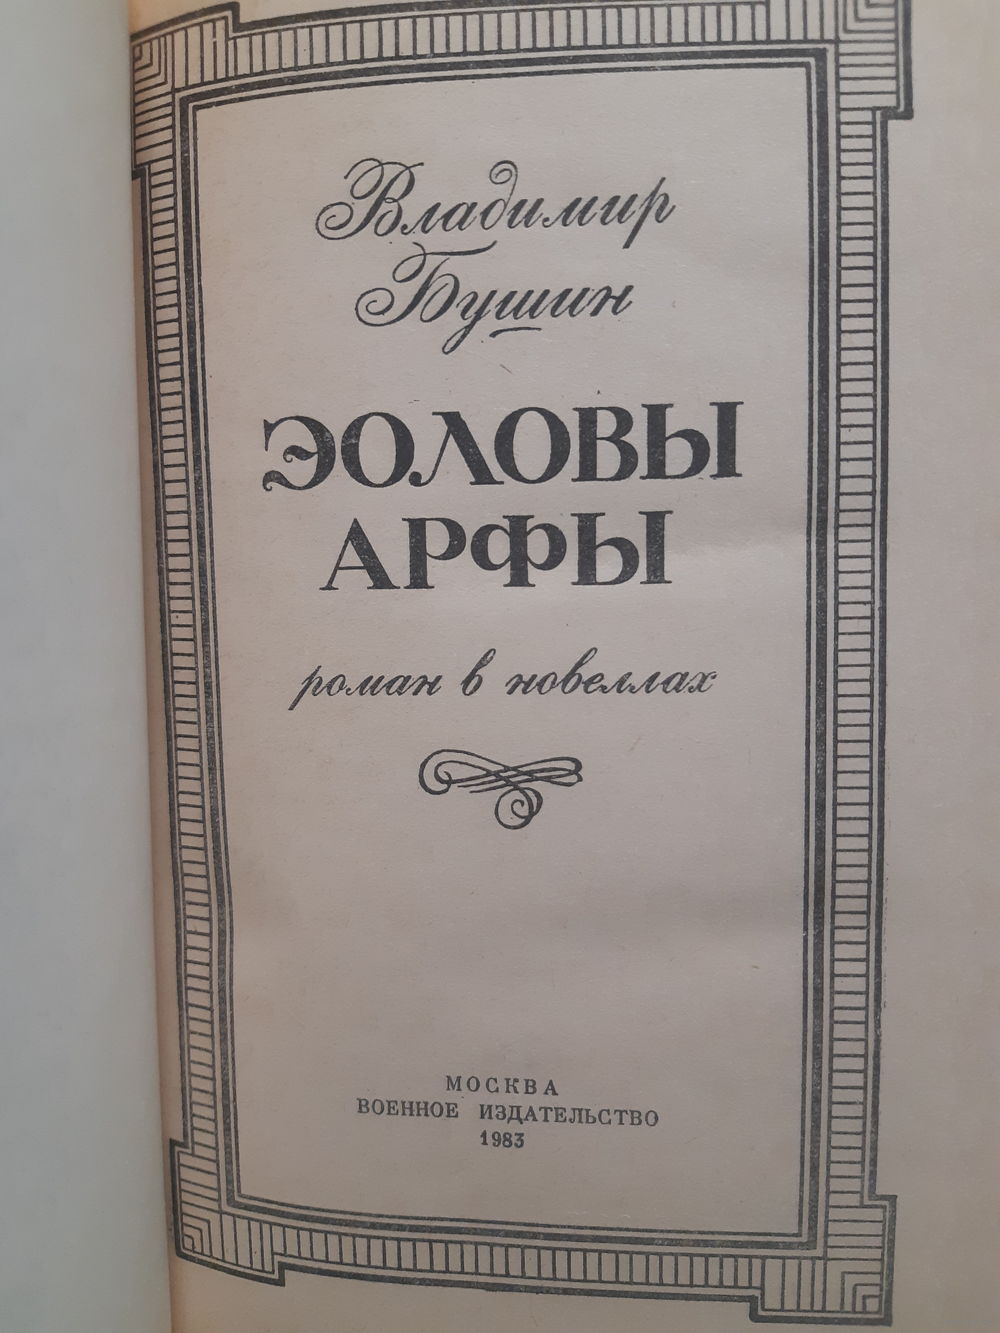 Владимир
Бушин
ЭОЛОВЫ
АРФЫ
роман в новеллах
МОСКВА
ВОЕННОЕ ИЗДАТЕЛЬСТВО
1983